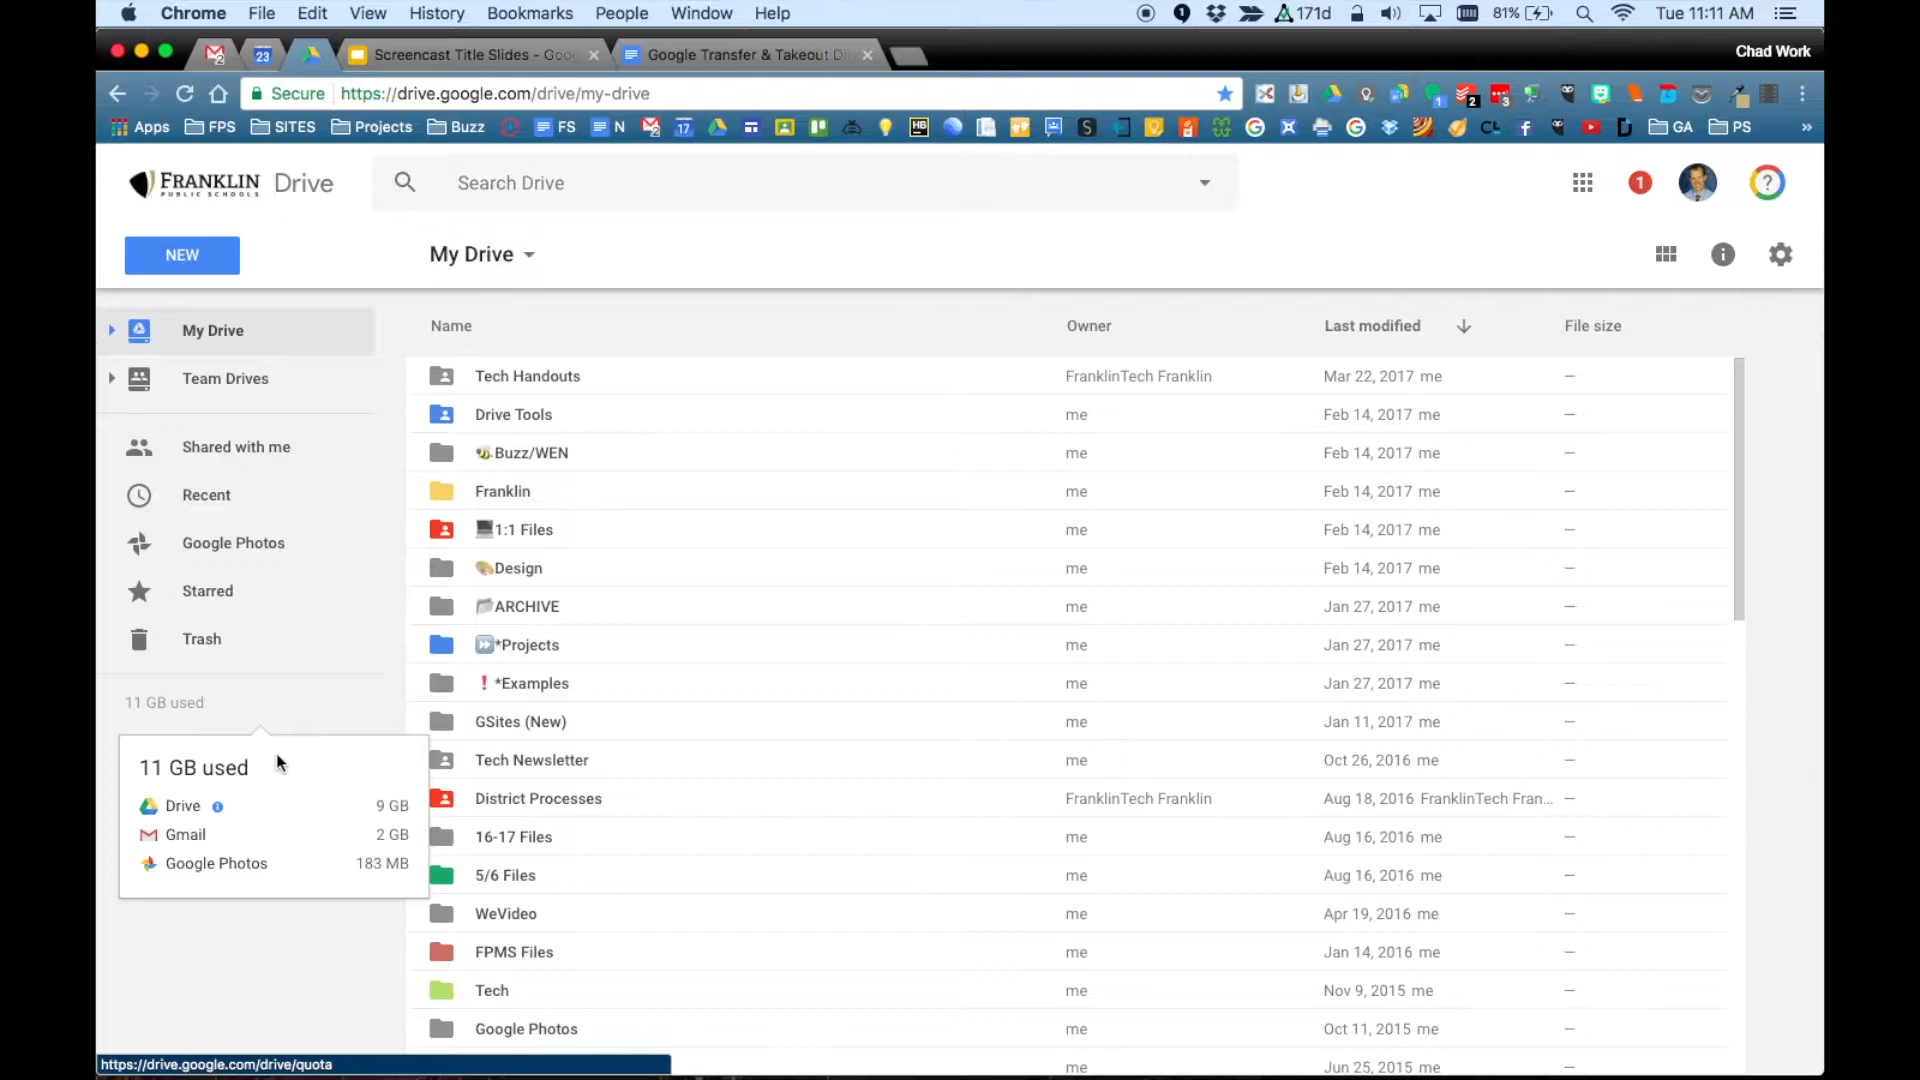 Chrome File Edit View History Bookmarks People Window Help 171d 81% Tue 11:11 AM
23 Screencast Title Slides - Goo Google Transfer & Takeout Di Chad Work
Secure https://drive.google.com/drive/my-drive 1 2 3
Apps FPS SITES Projects Buzz FS N 17 HB S CL GA PS »
FRANKLIN PUBLIC SCHOOLS Drive Search Drive 1 ?
NEW My Drive
Name Owner Last modified File size
My Drive
Team Drives
Shared with me
Recent
Google Photos
Starred
Trash
11 GB used
11 GB used
Drive 9 GB
Gmail 2 GB
Google Photos 183 MB
Tech Handouts FranklinTech Franklin Mar 22, 2017 me —
Drive Tools me Feb 14, 2017 me —
🐝Buzz/WEN me Feb 14, 2017 me —
Franklin me Feb 14, 2017 me —
💻1:1 Files me Feb 14, 2017 me —
🎨Design me Feb 14, 2017 me —
📂ARCHIVE me Jan 27, 2017 me —
⏩*Projects me Jan 27, 2017 me —
❗*Examples me Jan 27, 2017 me —
GSites (New) me Jan 11, 2017 me —
Tech Newsletter me Oct 26, 2016 me —
District Processes FranklinTech Franklin Aug 18, 2016 FranklinTech Fran... —
16-17 Files me Aug 16, 2016 me —
5/6 Files me Aug 16, 2016 me —
WeVideo me Apr 19, 2016 me —
FPMS Files me Jan 14, 2016 me —
Tech me Nov 9, 2015 me —
Google Photos me Oct 11, 2015 me —
me Jun 25, 2015 me —
https://drive.google.com/drive/quota